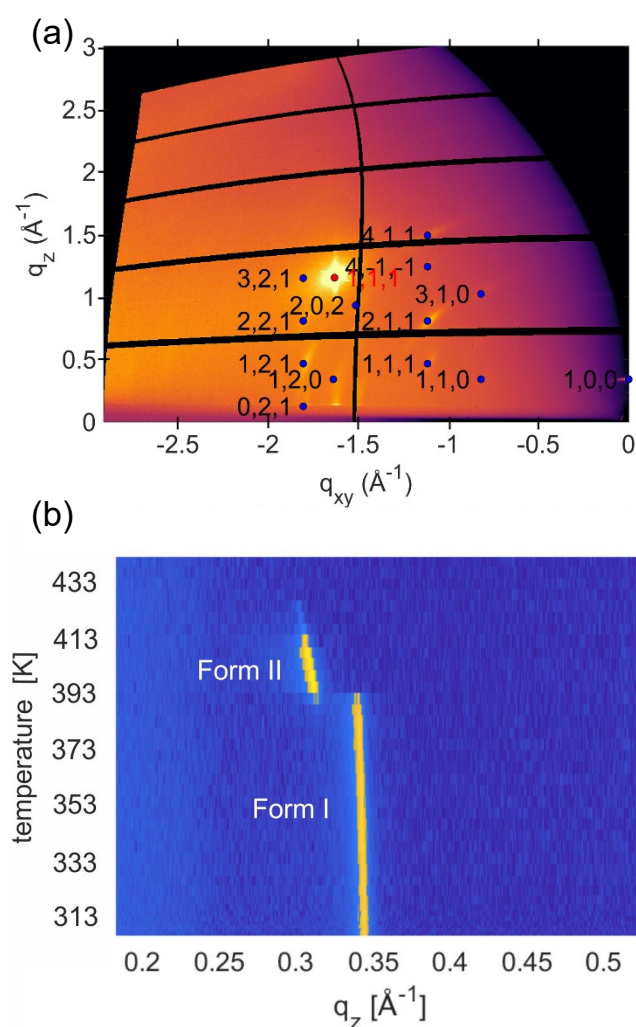 (a)
3
2.5
2
1.5
1
0.5
0
q_z (Å⁻¹)
4,1,1
3,2,1
4,-1,-1
1,1,1
2,0,2
3,1,0
2,2,1
2,1,1
1,2,1
1,2,0
1,1,1
1,1,0
1,0,0
0,2,1
-2.5 -2 -1.5 -1 -0.5 0
q_xy (Å⁻¹)
(b)
433
413
393
373
353
333
313
temperature [K]
Form II
Form I
0.2 0.25 0.3 0.35 0.4 0.45 0.5
q_z [Å⁻¹]